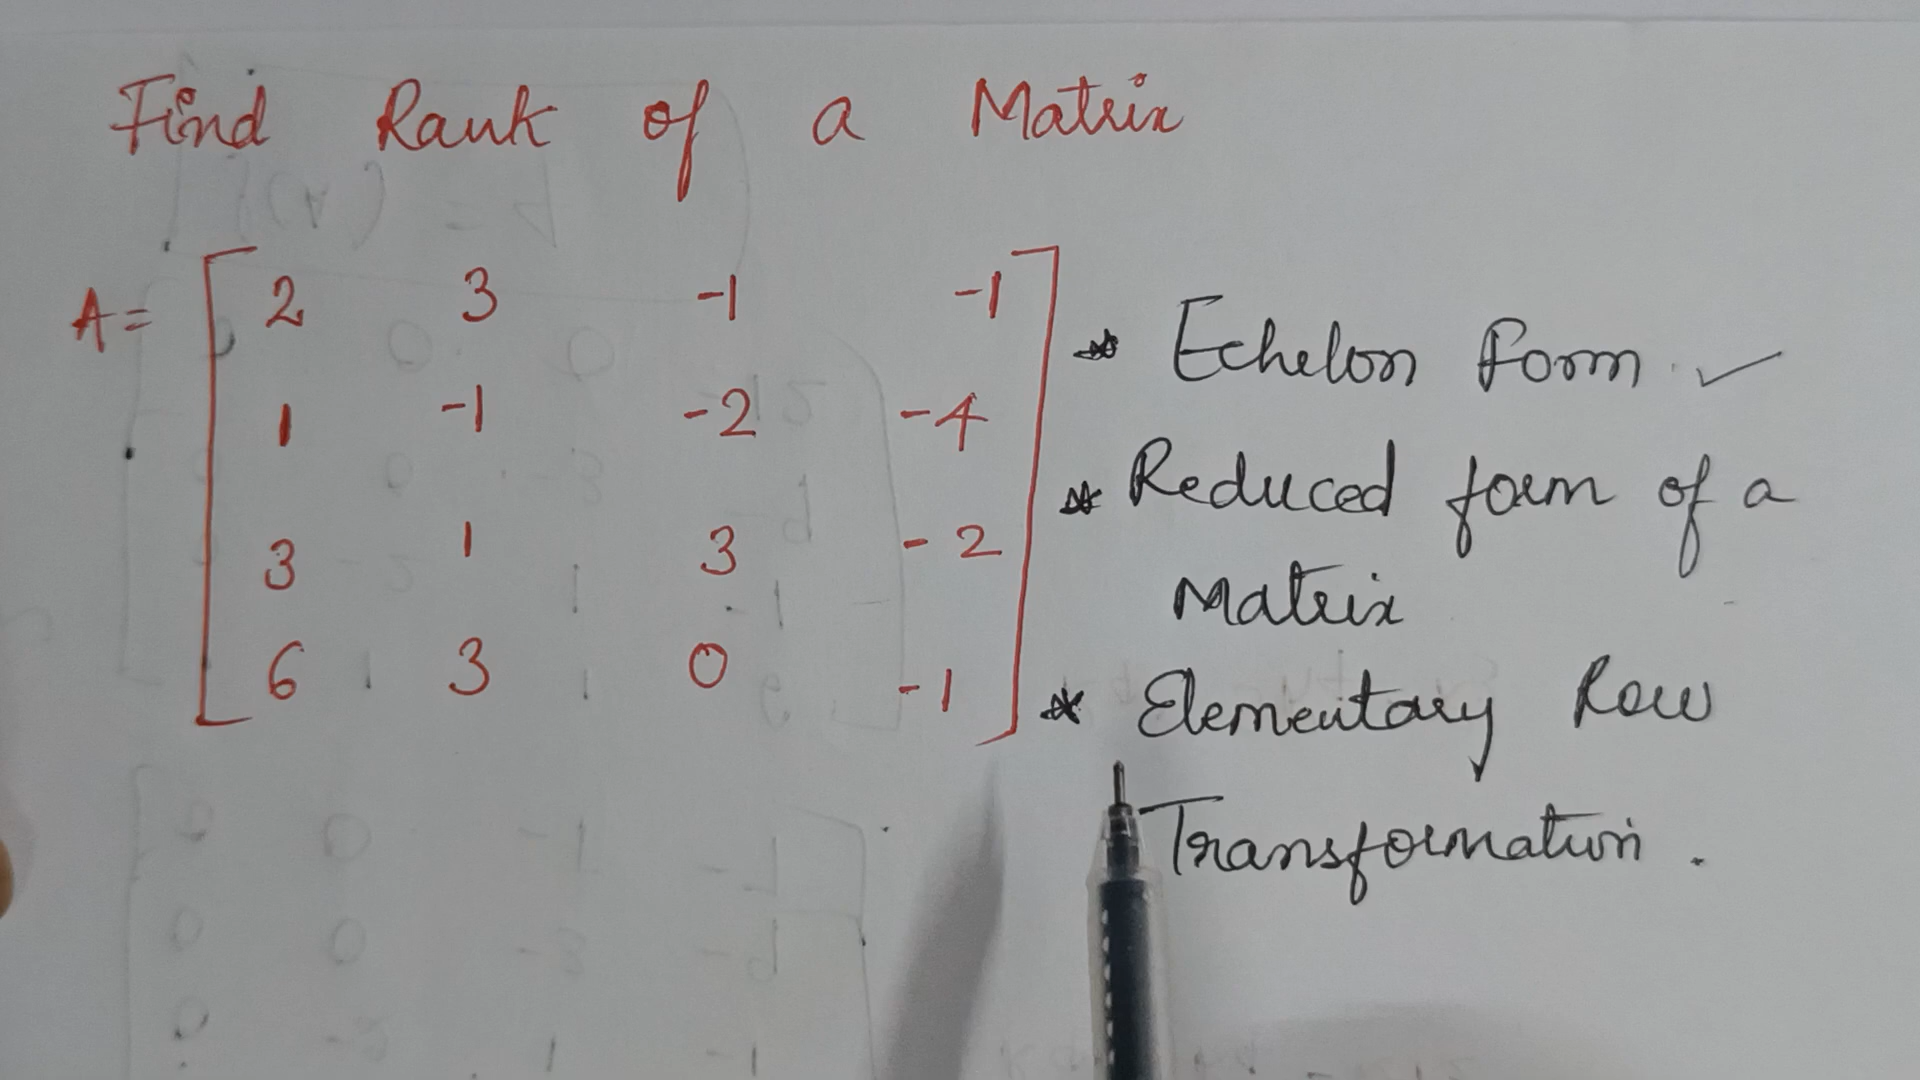 Find Rank of a Matrix
A = [ 2 3 -1 -1
1 -1 -2 -4
3 1 3 -2
6 3 0 -1 ]
* Echelon form. ✓
* Reduced form of a
Matrix
* Elementary Row
Transformation.